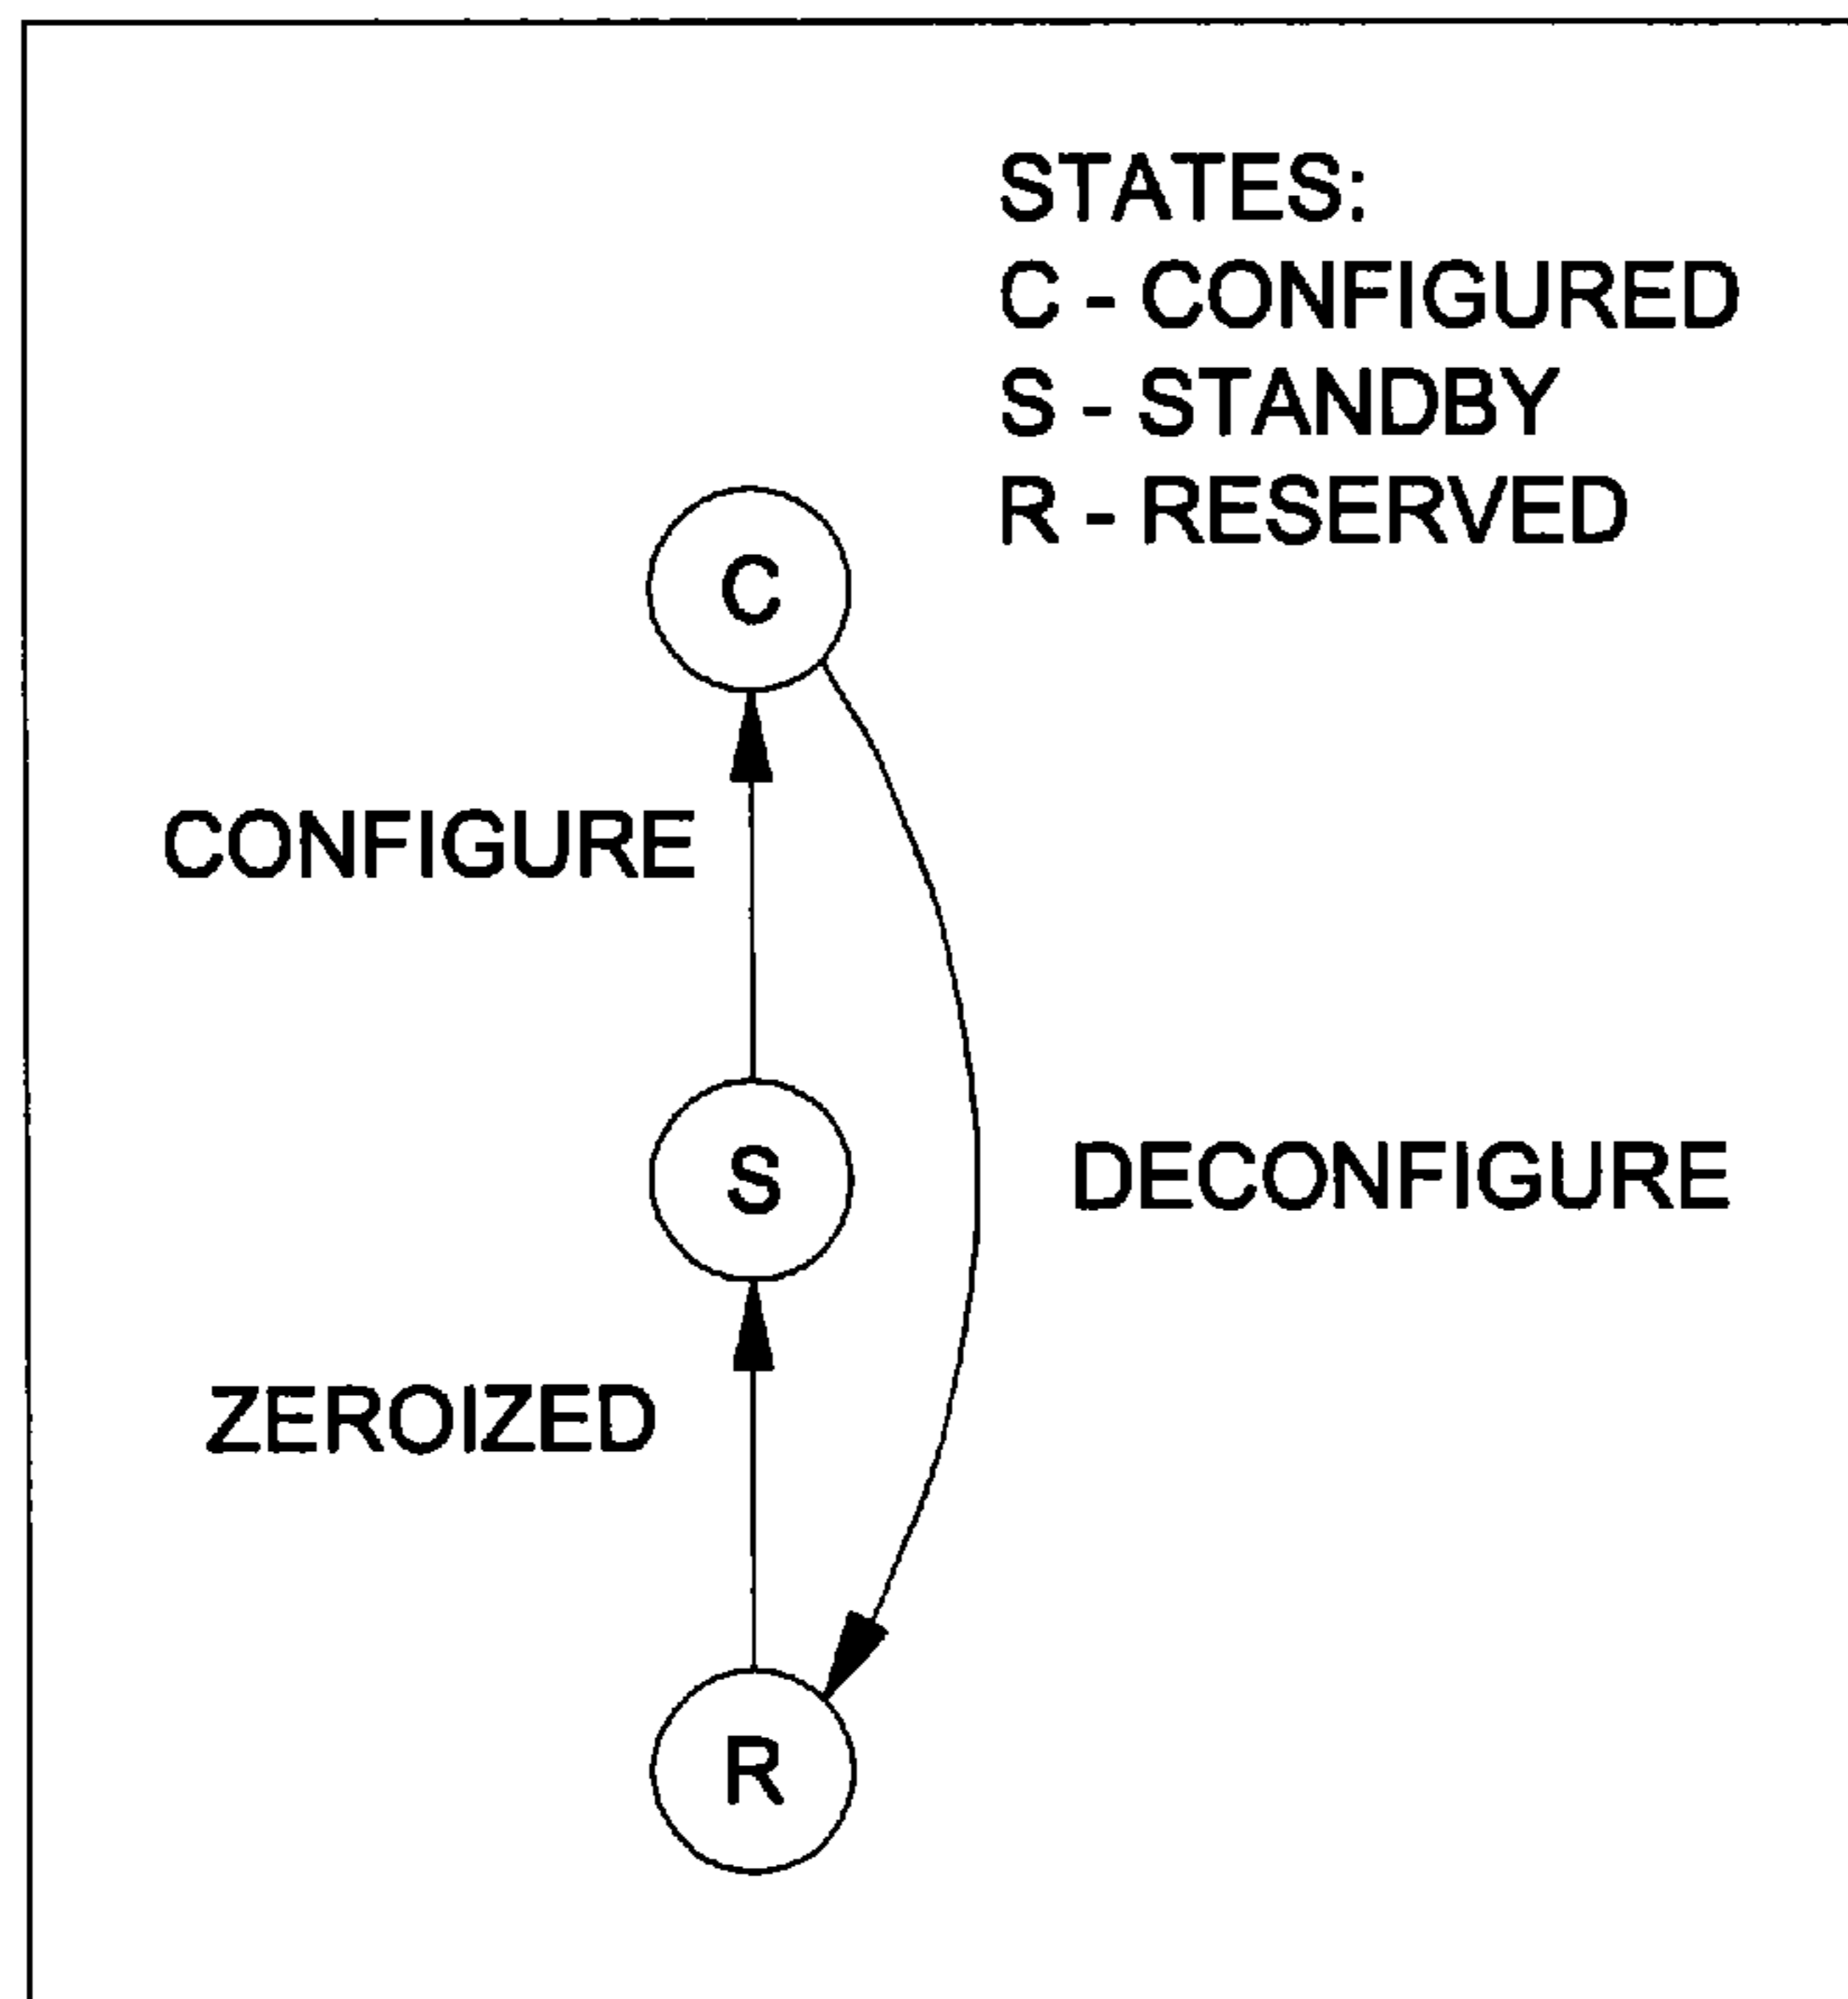 STATES:
C - CONFIGURED
S - STANDBY
R - RESERVED
C
CONFIGURE
S
DECONFIGURE
ZEROIZED
R